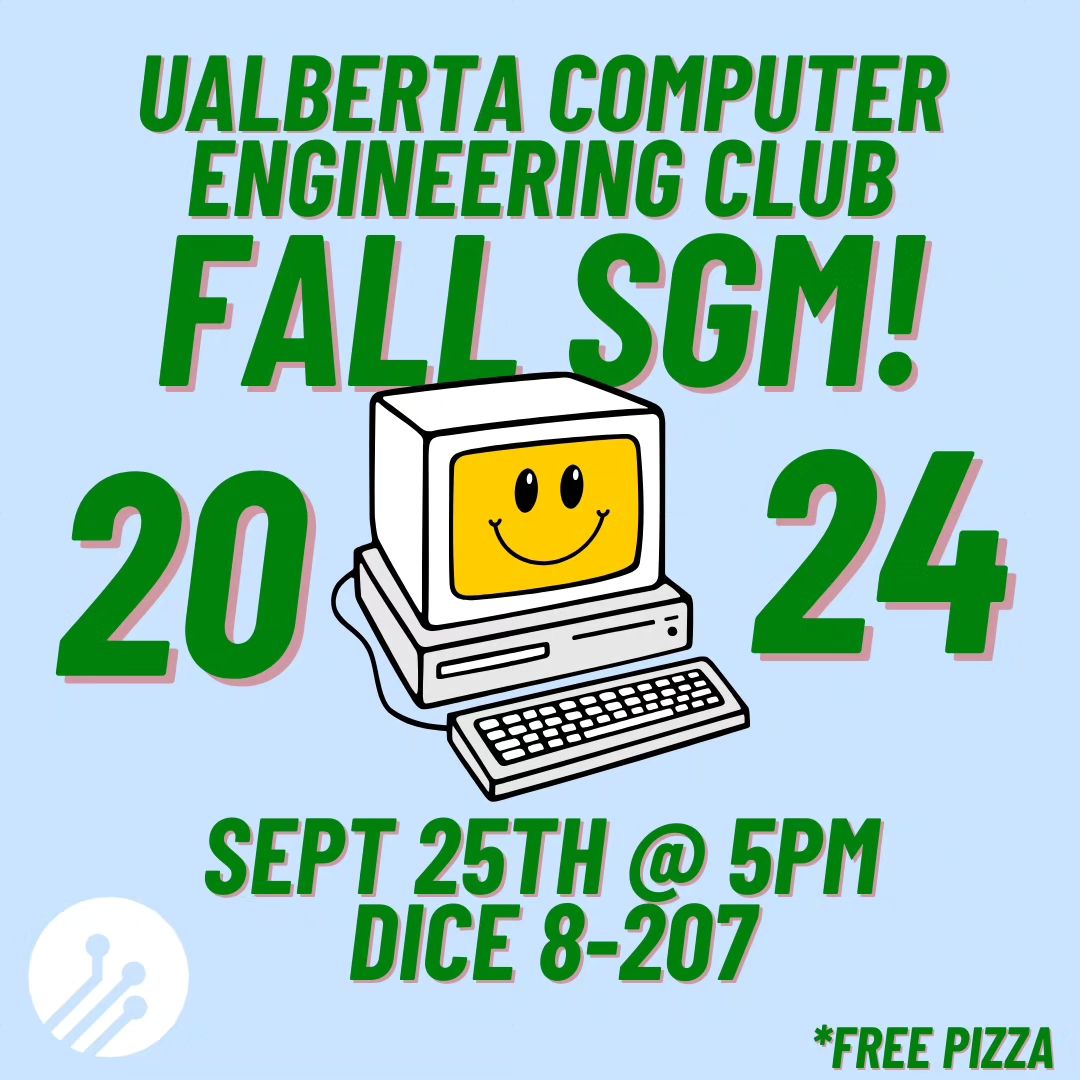 UALBERTA COMPUTER
ENGINEERING CLUB
FALL SGM!
20 24
SEPT 25TH @ 5PM
DICE 8-207
*FREE PIZZA